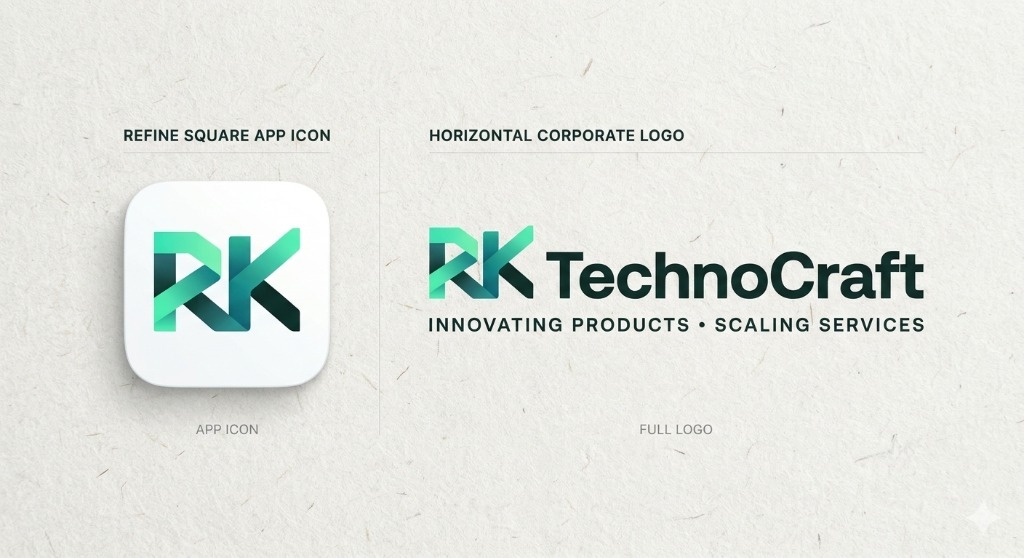 REFINE SQUARE APP ICON
RK
APP ICON
HORIZONTAL CORPORATE LOGO
RK TechnoCraft
INNOVATING PRODUCTS • SCALING SERVICES
FULL LOGO